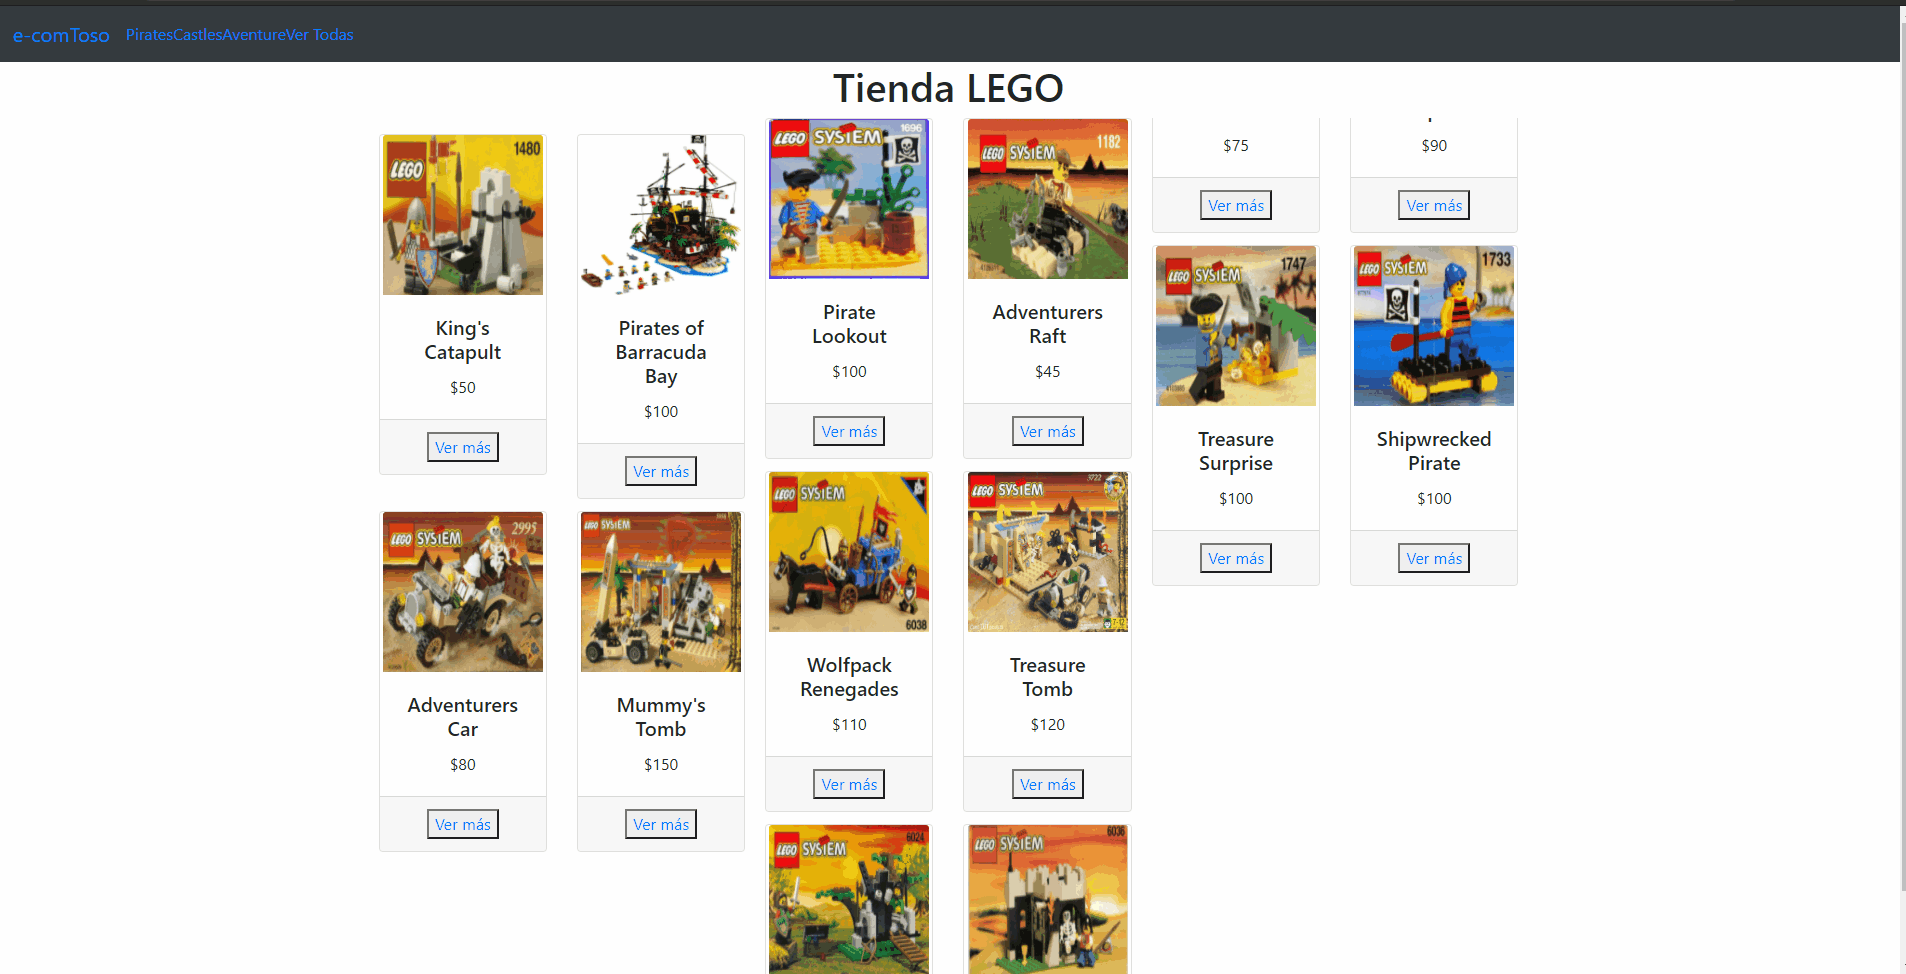 e-comToso PiratesCastlesAventureVer Todas
Tienda LEGO
1480
LEGO
King's
Catapult
$50
Ver más
Pirates of
Barracuda
Bay
$100
Ver más
1696
LEGO SYSTEM
Pirate
Lookout
$100
Ver más
1182
LEGO SYSTEM
Adventurers
Raft
$45
Ver más
$75
Ver más
$90
Ver más
2995
LEGO SYSTEM
Adventurers
Car
$80
Ver más
LEGO SYSTEM
Mummy's
Tomb
$150
Ver más
LEGO SYSTEM
6038
Wolfpack
Renegades
$110
Ver más
LEGO SYSTEM
Treasure
Tomb
$120
Ver más
1747
LEGO SYSTEM
Treasure
Surprise
$100
Ver más
1733
LEGO SYSTEM
Shipwrecked
Pirate
$100
Ver más
6024
LEGO SYSTEM
6036
LEGO SYSTEM